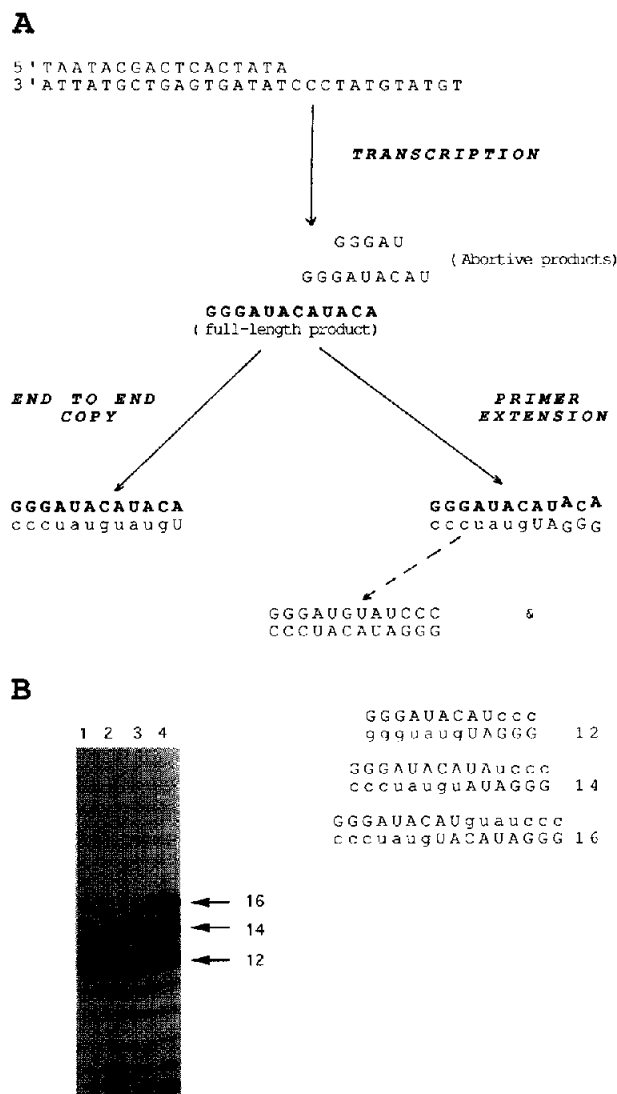 A
5'TAATACGACTCACTATA
3'ATTATGCTGAGTGATATCCCTATGTATGT
TRANSCRIPTION
GGGAU
GGGAUACAU
(Abortive products)
GGGAUACAUACA
(full-length product)
END TO END
COPY
PRIMER
EXTENSION
GGGAUACAUACA
cccuauguaugU
GGGAUACAUACA
cccuaugUAGGG
GGGAUGUAUCCC
CCCUACAUAGGG
&
B
1 2 3 4
16
14
12
GGGAUACAUccc
ggguaugUAGGG 12
GGGAUACAUAuccc
cccuauguAUAGGG 14
GGGAUACAUguauccc
cccuaugUACAUAGGG 16